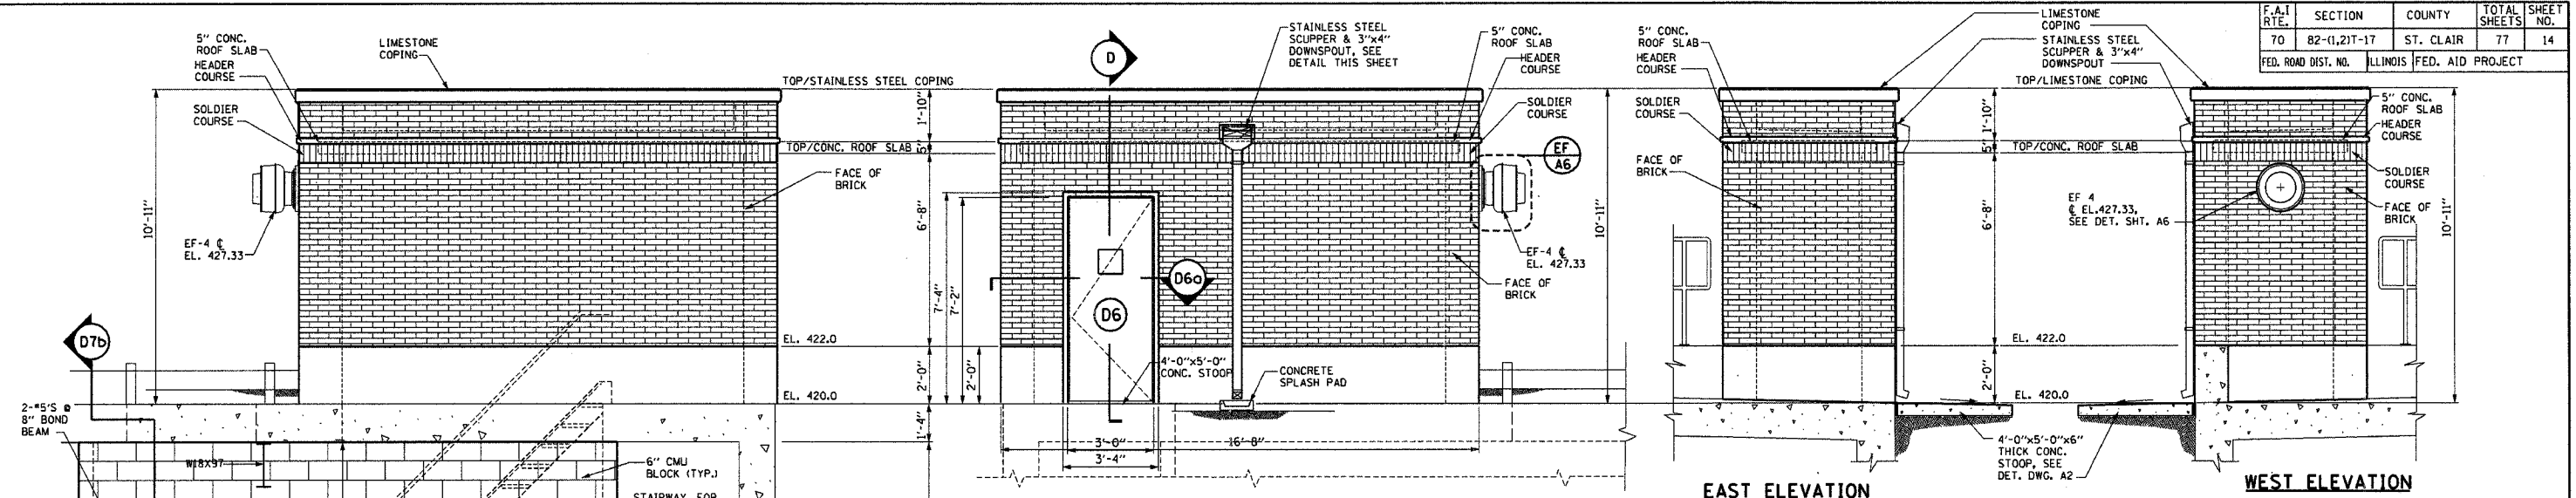 5" CONC.
ROOF SLAB
HEADER
COURSE
SOLDIER
COURSE
LIMESTONE
COPING
10'-11"
EF-4 ℄
EL. 427.33
D7b
2-#5'S @
8" BOND
BEAM
W18X97
6" CMU
BLOCK (TYP.)
STAIRWAY FOR
FACE OF
BRICK
TOP/STAINLESS STEEL COPING
TOP/CONC. ROOF SLAB
EL. 422.0
EL. 420.0
1'-10"
5"
6'-8"
2'-0"
1'-4"
7'-4"
7'-2"
2'-0"
D
STAINLESS STEEL
SCUPPER & 3"x4"
DOWNSPOUT, SEE
DETAIL THIS SHEET
5" CONC.
ROOF SLAB
HEADER
COURSE
SOLDIER
COURSE
EF
A6
EF-4 ℄
EL. 427.33
FACE OF
BRICK
D6a
D6
4'-0"x5'-0"
CONC. STOOP
CONCRETE
SPLASH PAD
3'-0"
16'-8"
3'-4"
10'-11"
5" CONC.
ROOF SLAB
HEADER
COURSE
SOLDIER
COURSE
FACE OF
BRICK
LIMESTONE
COPING
STAINLESS STEEL
SCUPPER & 3"x4"
DOWNSPOUT
TOP/LIMESTONE COPING
1'-10"
5"
TOP/CONC. ROOF SLAB
6'-8"
EF 4
℄ EL.427.33,
SEE DET. SHT. A6
EL. 422.0
2'-0"
EL. 420.0
4'-0"x5'-0"x6"
THICK CONC.
STOOP, SEE
DET. DWG. A2
5" CONC.
ROOF SLAB
HEADER
COURSE
SOLDIER
COURSE
FACE OF
BRICK
10'-11"
EAST ELEVATION
WEST ELEVATION
F.A.I RTE. SECTION COUNTY TOTAL SHEETS SHEET NO.
70 82-(1,2)T-17 ST. CLAIR 77 14
FED. ROAD DIST. NO. ILLINOIS FED. AID PROJECT